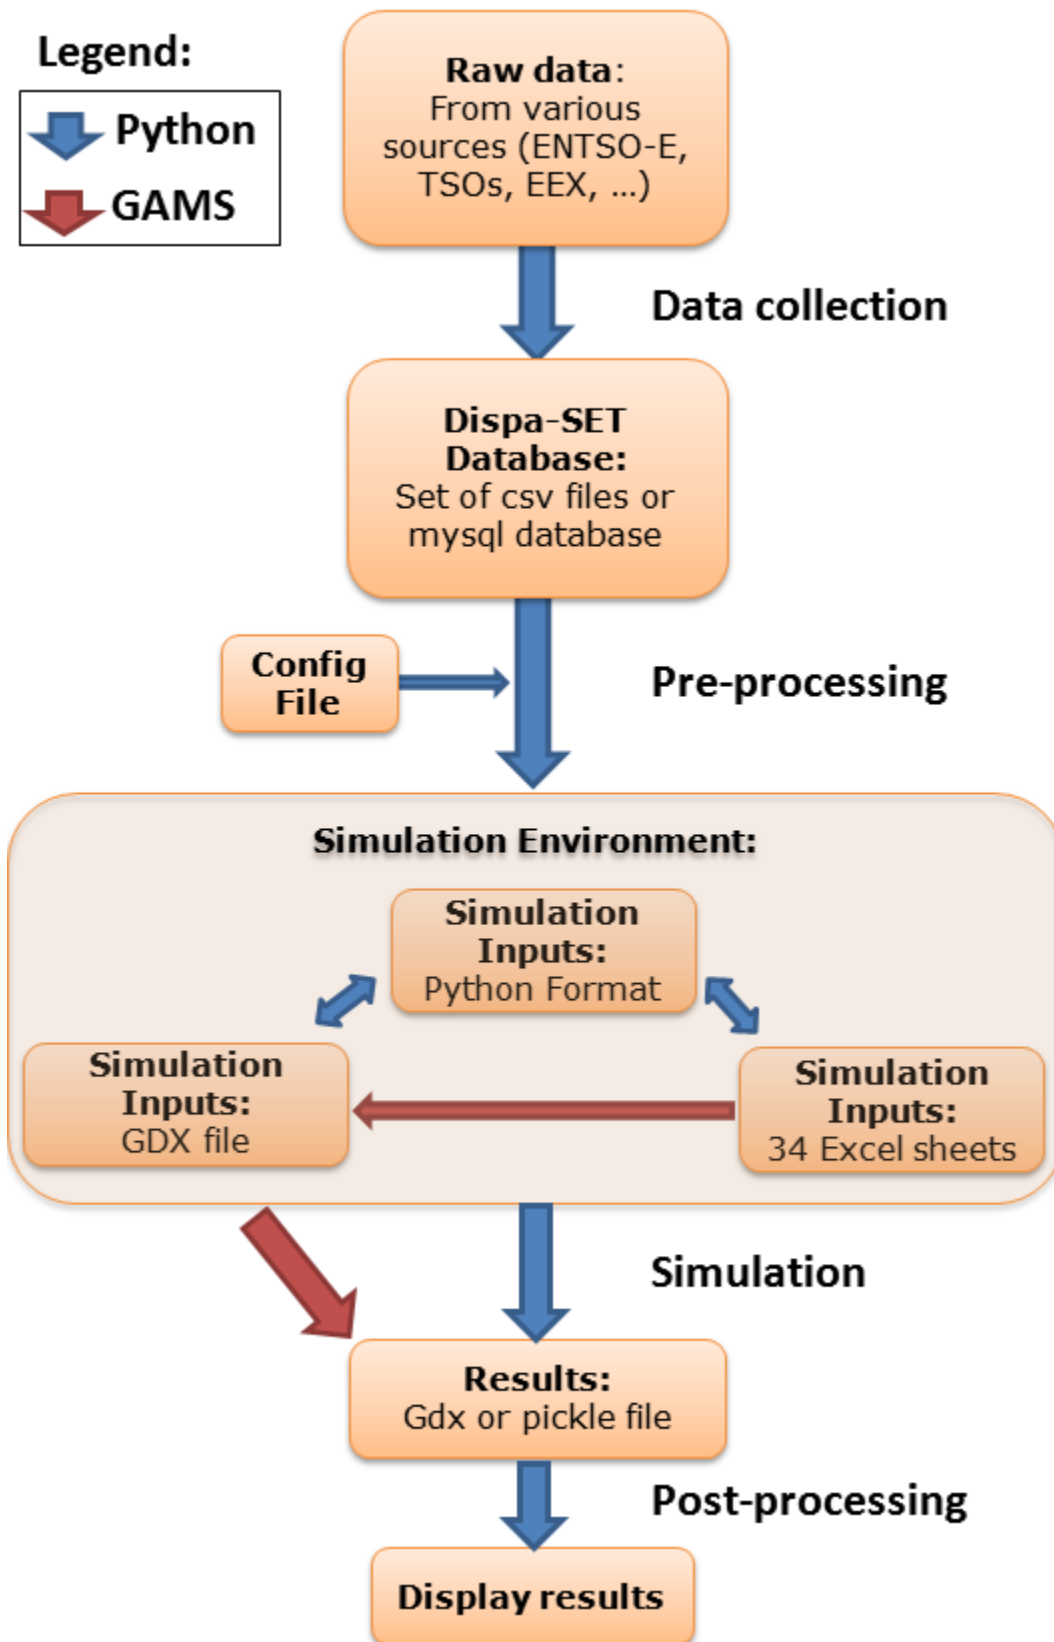 Legend:
Python
GAMS
Raw data:
From various
sources (ENTSO-E,
TSOs, EEX, ...)
Data collection
Dispa-SET
Database:
Set of csv files or
mysql database
Config
File
Pre-processing
Simulation Environment:
Simulation
Inputs:
Python Format
Simulation
Inputs:
GDX file
Simulation
Inputs:
34 Excel sheets
Simulation
Results:
Gdx or pickle file
Post-processing
Display results